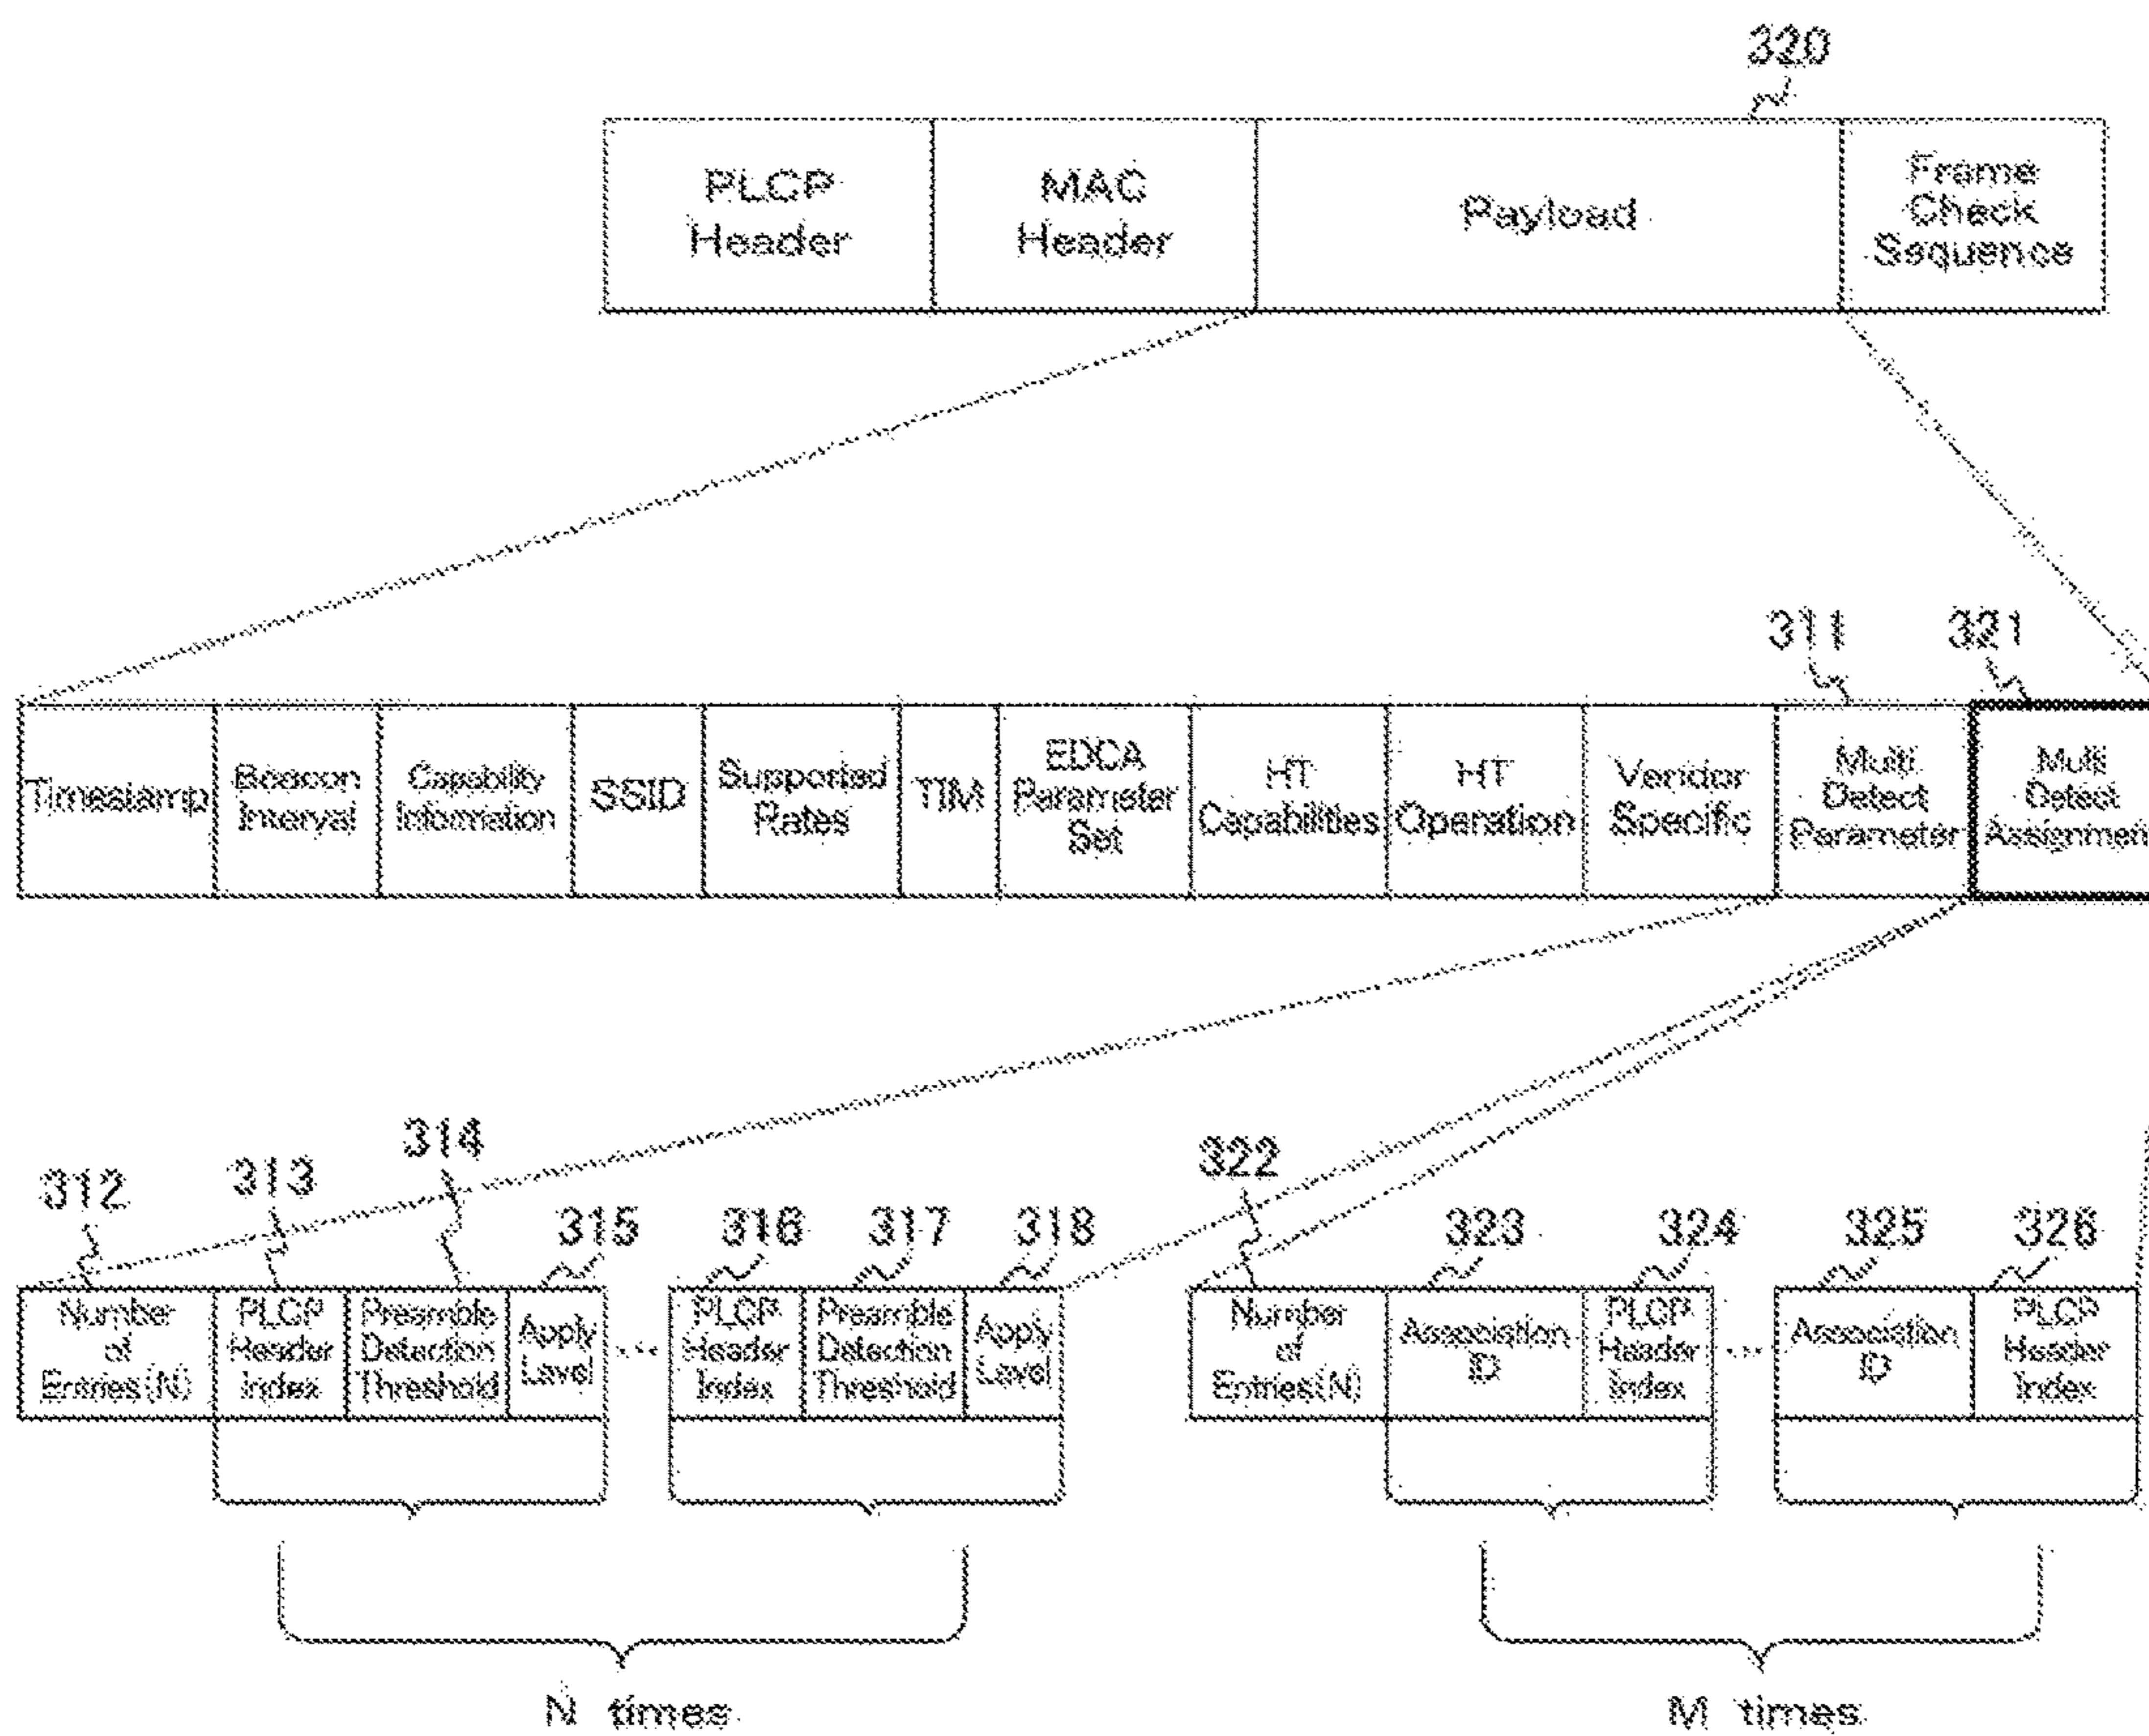 320
PLCP
Header
MAC
Header
Payload
Frame
Check
Sequence
311
321
Timestamp
Beacon
Interval
Capability
Information
SSID
Supported
Rates
TIM
EDCA
Parameter
Set
HT
Capabilities
HT
Operation
Vendor
Specific
Multi
Detect
Parameter
Multi
Detect
Assignmen
312
313
314
315
316
317
318
322
323
324
325
326
Number
of
Entries(N)
PLCP
Header
Index
Preamble
Detection
Threshold
Apply
Level
...
PLCP
Header
Index
Preamble
Detection
Threshold
Apply
Level
Number
of
Entries(N)
Association
ID
PLCP
Header
Index
...
Association
ID
PLCP
Header
Index
N times
M times